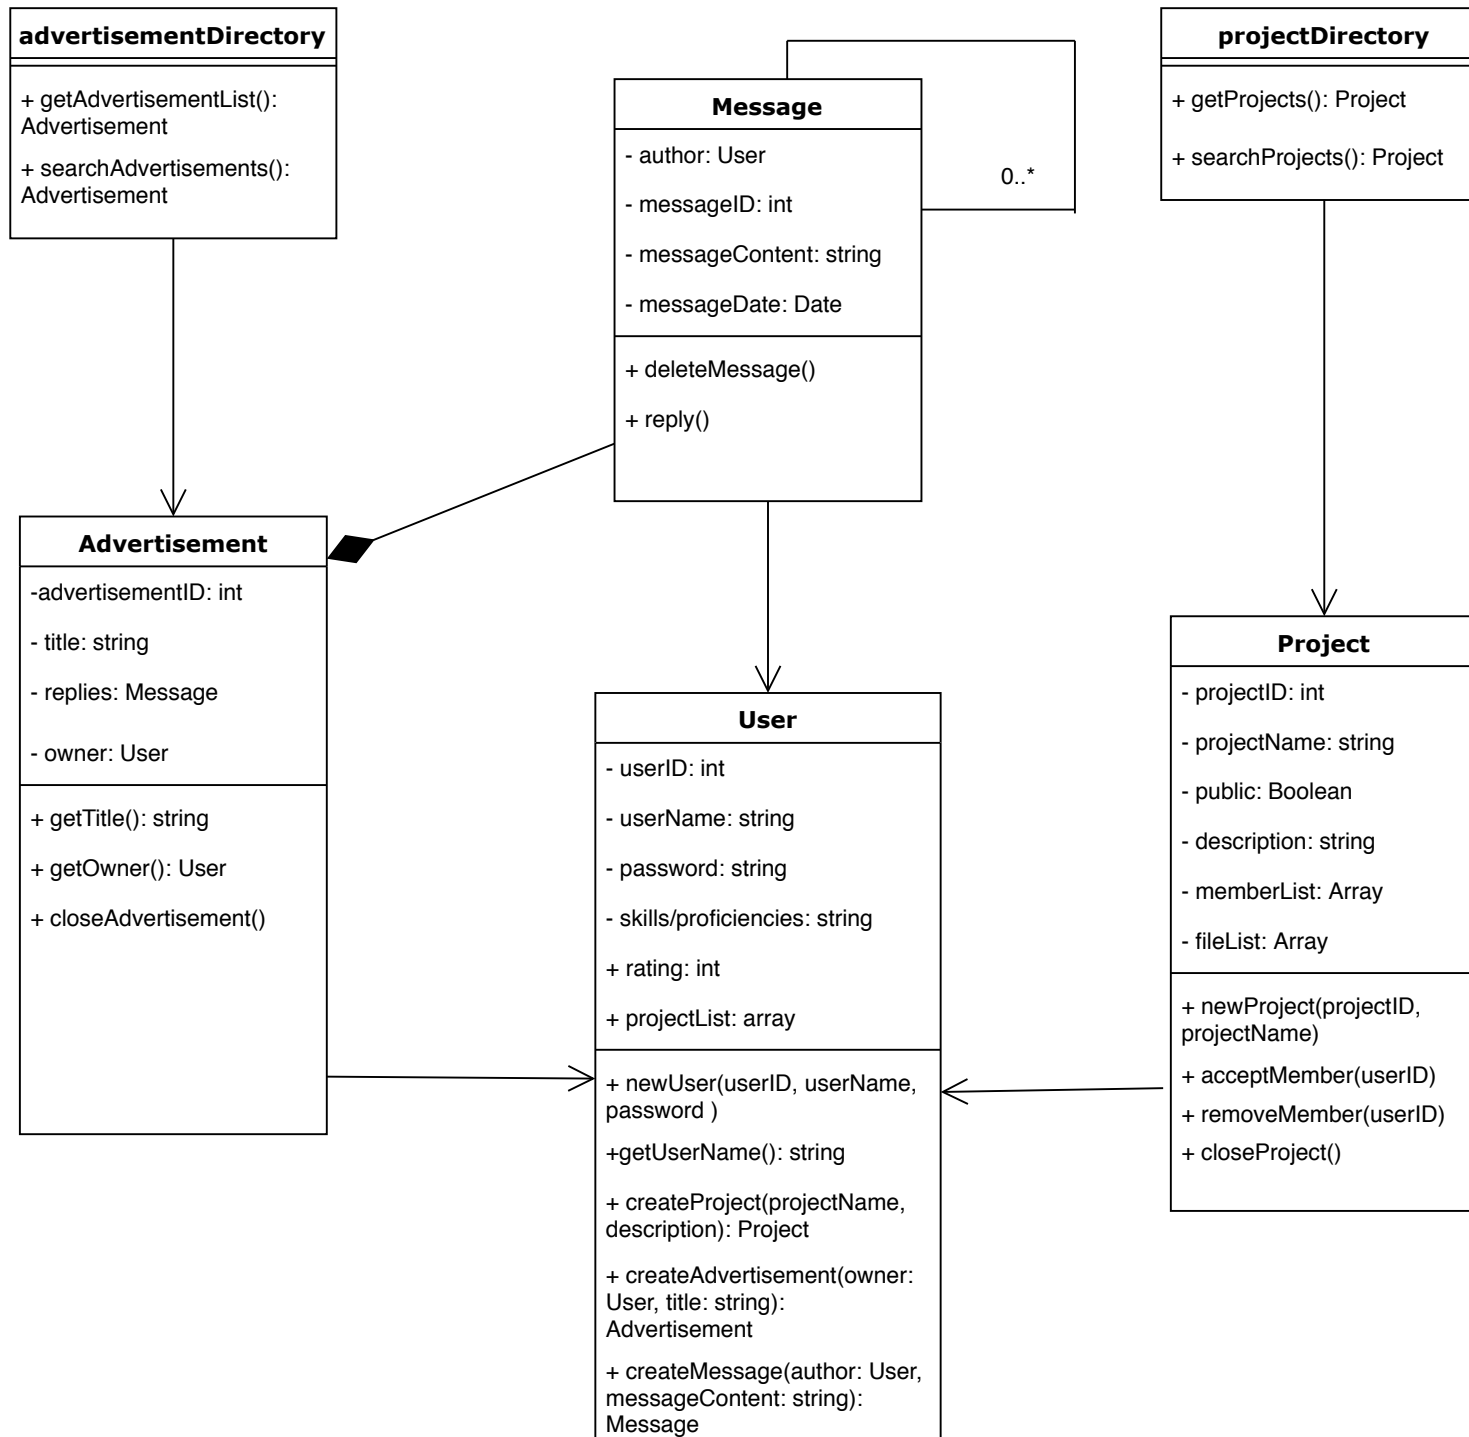 advertisementDirectory
+ getAdvertisementList():
Advertisement
+ searchAdvertisements():
Advertisement
Message
- author: User
- messageID: int
- messageContent: string
- messageDate: Date
+ deleteMessage()
+ reply()
0..*
projectDirectory
+ getProjects(): Project
+ searchProjects(): Project
Advertisement
-advertisementID: int
- title: string
- replies: Message
- owner: User
+ getTitle(): string
+ getOwner(): User
+ closeAdvertisement()
User
- userID: int
- userName: string
- password: string
- skills/proficiencies: string
+ rating: int
+ projectList: array
+ newUser(userID, userName,
password )
+getUserName(): string
+ createProject(projectName,
description): Project
+ createAdvertisement(owner:
User, title: string):
Advertisement
+ createMessage(author: User,
messageContent: string):
Message
Project
- projectID: int
- projectName: string
- public: Boolean
- description: string
- memberList: Array
- fileList: Array
+ newProject(projectID,
projectName)
+ acceptMember(userID)
+ removeMember(userID)
+ closeProject()